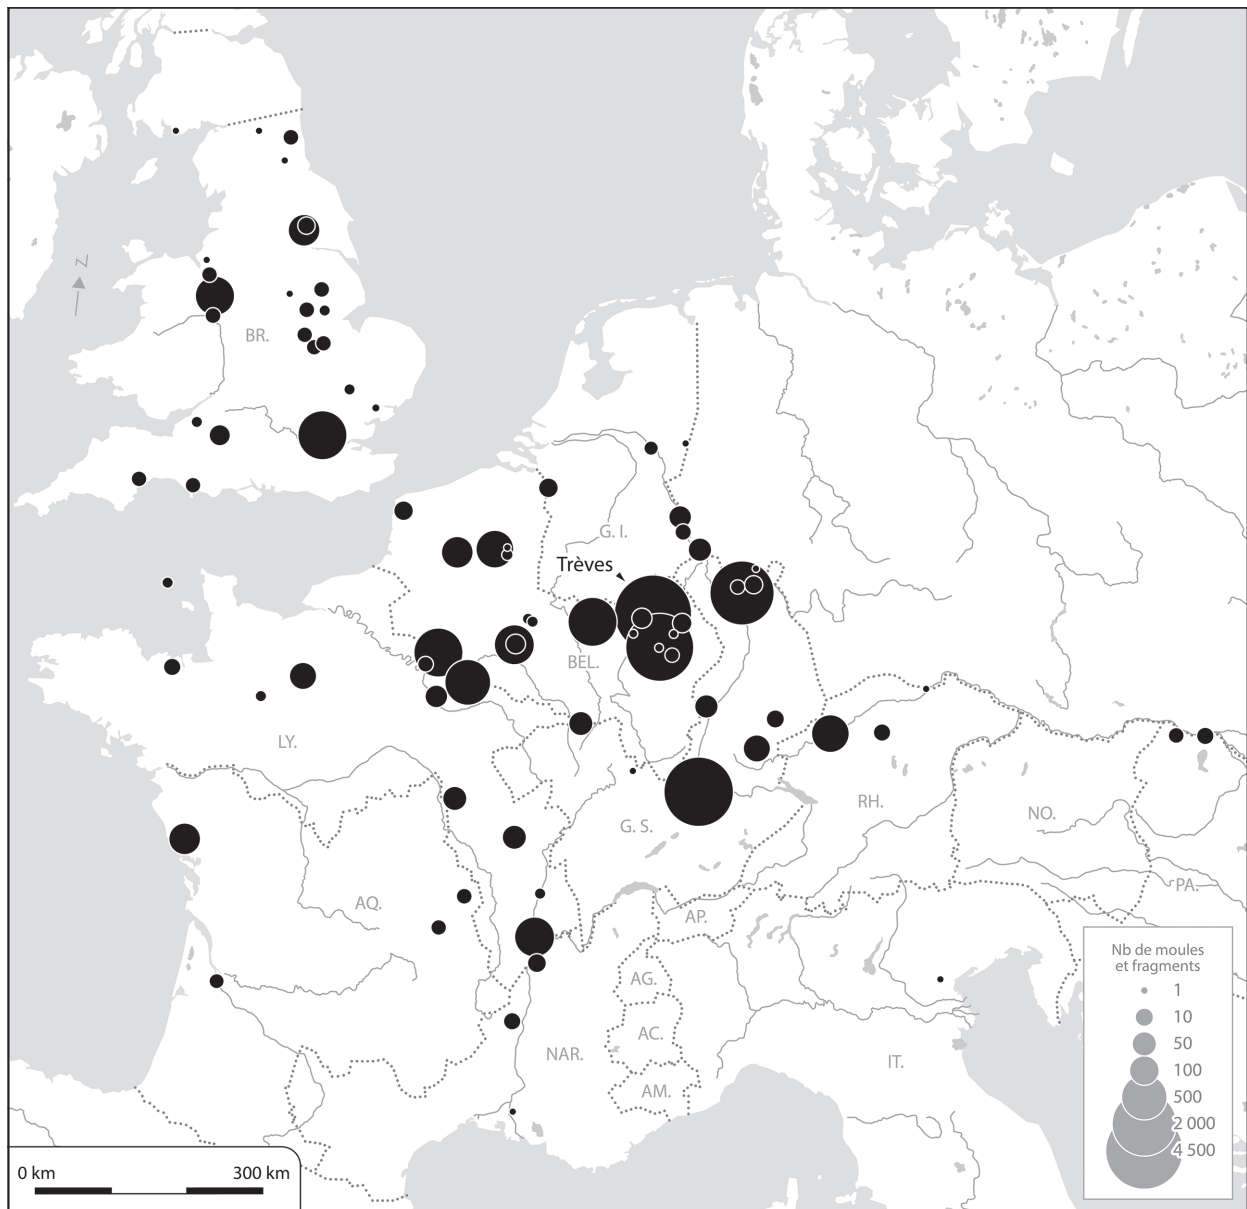 N
BR.
G. I.
Trèves
BEL.
LY.
RH.
NO.
G. S.
PA.
AQ.
AP.
AG.
AC.
NAR.
AM.
IT.
Nb de moules
et fragments
1
10
50
100
500
2 000
4 500
0 km 300 km